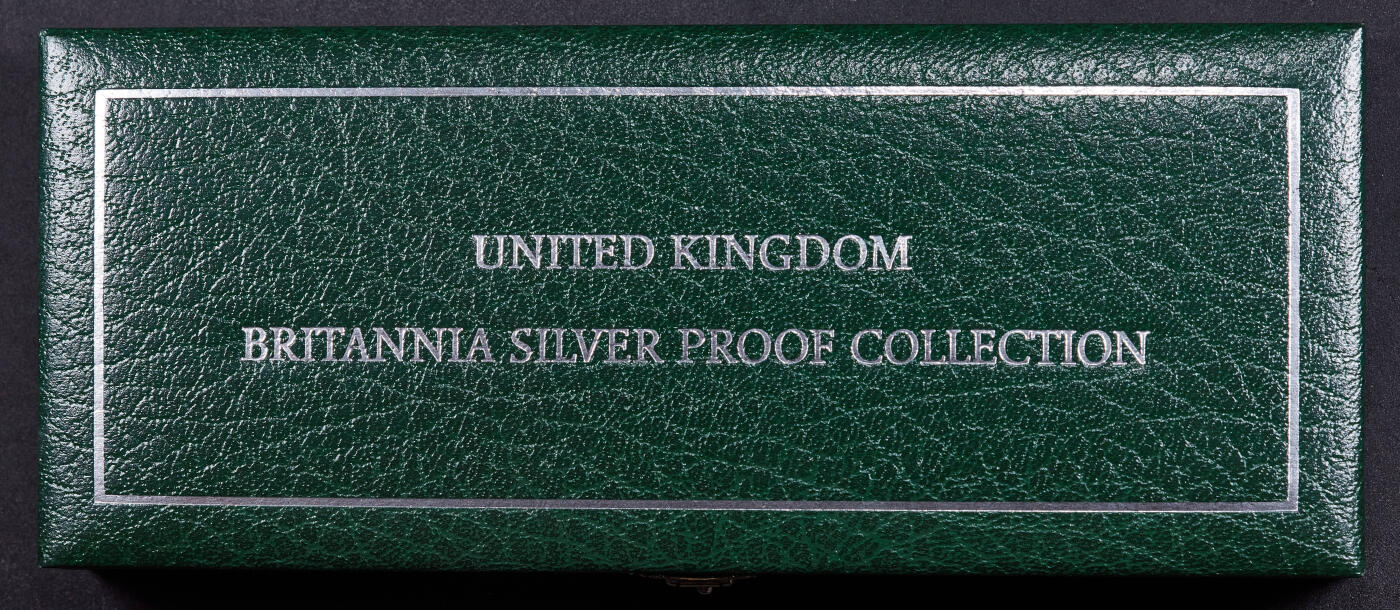 UNITED KINGDOM
BRITANNIA SILVER PROOF COLLECTION